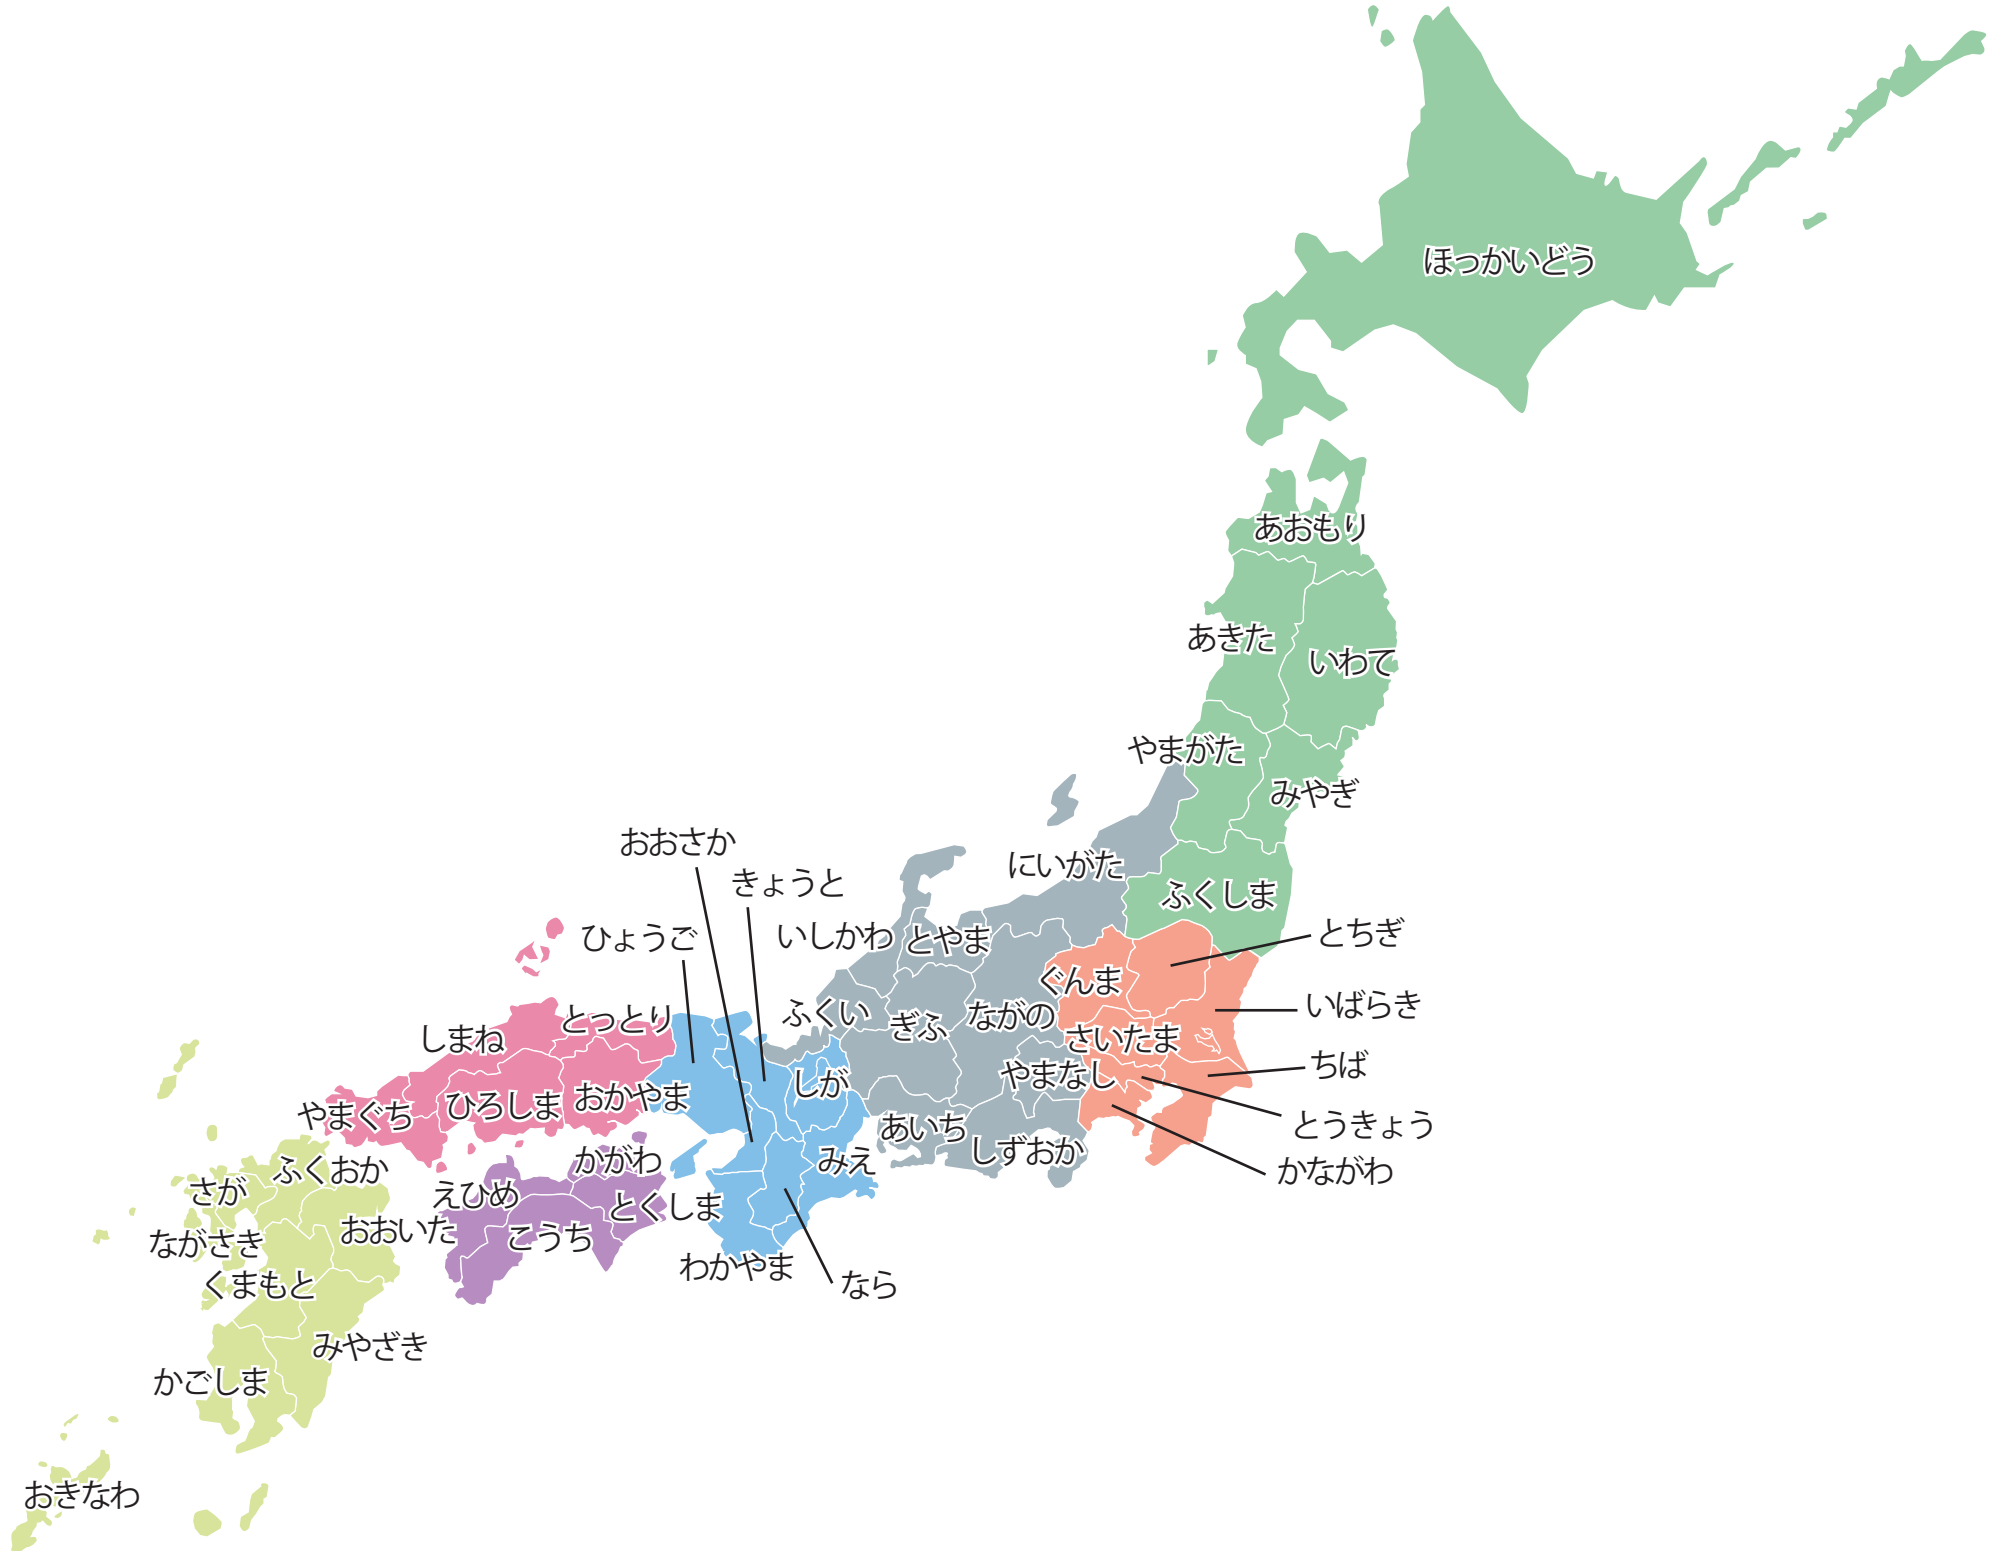 ほっかいどう
あおもり
あきた
いわて
やまがた
みやぎ
ふくしま
にいがた
とちぎ
ぐんま
いばらき
さいたま
ちば
とうきょう
かながわ
いしかわ
とやま
ふくい
ぎふ
ながの
やまなし
あいち
しずおか
おおさか
きょうと
ひょうご
しが
みえ
わかやま
なら
とっとり
しまね
おかやま
ひろしま
やまぐち
かがわ
えひめ
とくしま
こうち
ふくおか
さが
おおいた
ながさき
くまもと
みやざき
かごしま
おきなわ